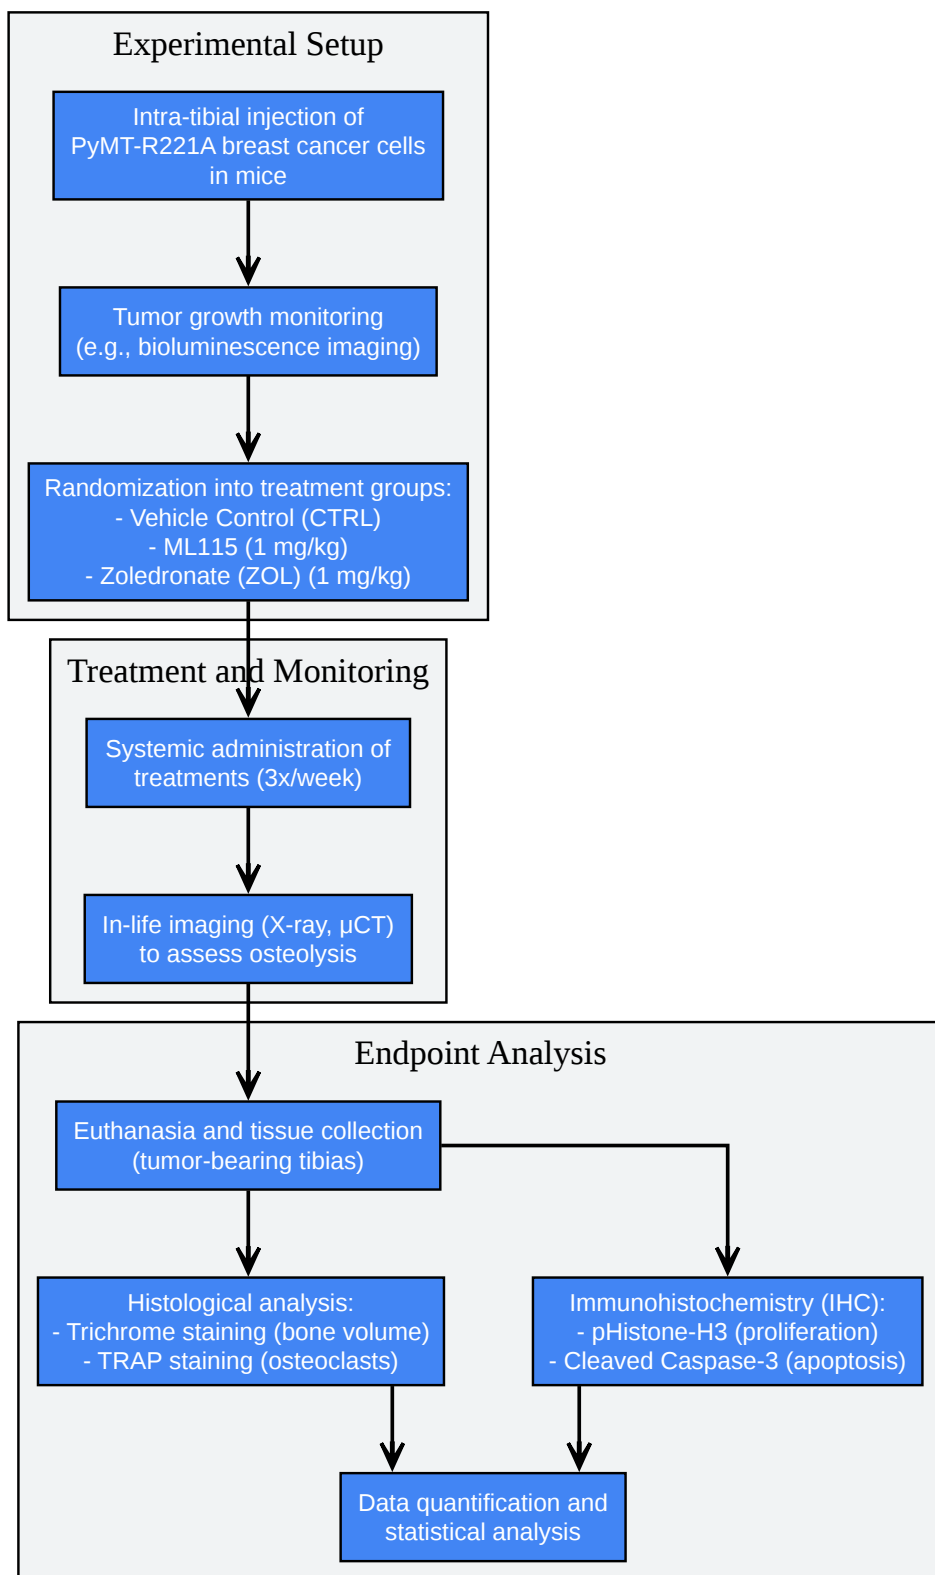 Experimental Setup
Intra-tibial injection of
PyMT-R221A breast cancer cells
in mice
Tumor growth monitoring
(e.g., bioluminescence imaging)
Randomization into treatment groups:
- Vehicle Control (CTRL)
- ML115 (1 mg/kg)
- Zoledronate (ZOL) (1 mg/kg)
Treatment and Monitoring
Systemic administration of
treatments (3x/week)
In-life imaging (X-ray, μCT)
to assess osteolysis
Endpoint Analysis
Euthanasia and tissue collection
(tumor-bearing tibias)
Histological analysis:
- Trichrome staining (bone volume)
- TRAP staining (osteoclasts)
Immunohistochemistry (IHC):
- pHistone-H3 (proliferation)
- Cleaved Caspase-3 (apoptosis)
Data quantification and
statistical analysis